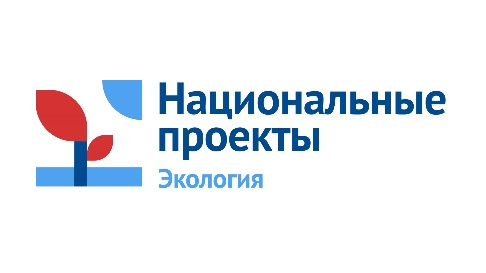 Национальные
проекты
Экология